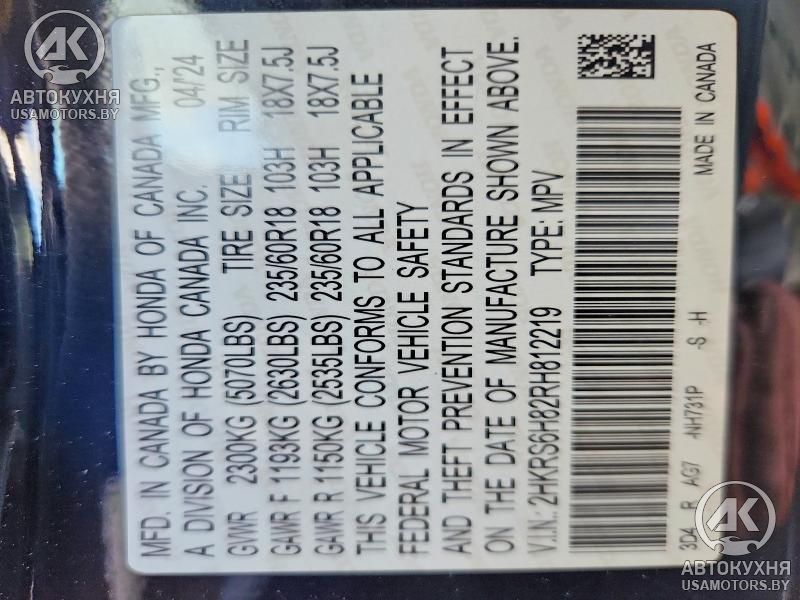 MFD. IN CANADA BY HONDA OF CANADA MFG.,
A DIVISION OF HONDA CANADA INC. 04/24
GVWR 2300KG (5070LBS) TIRE SIZE RIM SIZE
GAWR F 1193KG (2630LBS) 235/60R18 103H 18X7.5J
GAWR R 1150KG (2535LBS) 235/60R18 103H 18X7.5J
THIS VEHICLE CONFORMS TO ALL APPLICABLE
FEDERAL MOTOR VEHICLE SAFETY
AND THEFT PREVENTION STANDARDS IN EFFECT
ON THE DATE OF MANUFACTURE SHOWN ABOVE.
V.I.N. 2HKRS6H82RH812219 TYPE: MPV
3D4 R AG7 -NH731P -S -H MADE IN CANADA
AK
АВТОКУХНЯ
USAMOTORS.BY
AK
АВТОКУХНЯ
USAMOTORS.BY